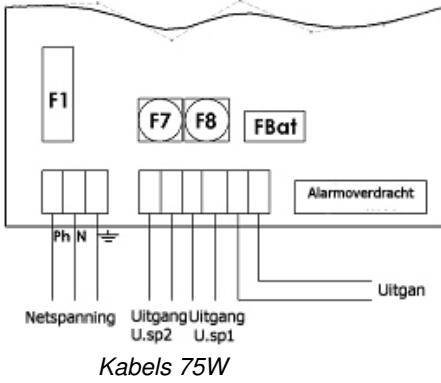 F1
F7 F8 FBat
Alarmoverdracht
Ph N
Netspanning
Uitgang Uitgang
U.sp2 U.sp1
Uitgan
Kabels 75W